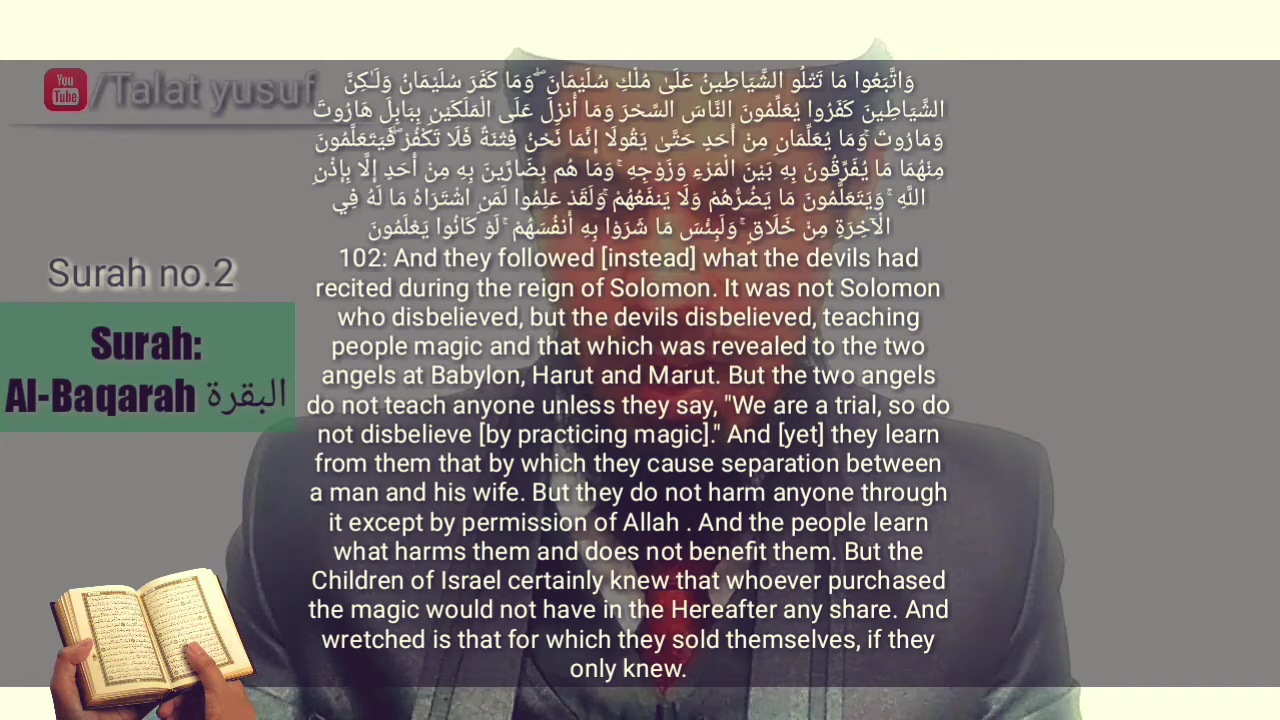 You
Tube
/Talat yusuf
وَاتَّبَعُوا مَا تَتْلُو الشَّيَاطِينُ عَلَىٰ مُلْكِ سُلَيْمَانَ ۖ وَمَا كَفَرَ سُلَيْمَانُ وَلَـٰكِنَّ
الشَّيَاطِينَ كَفَرُوا يُعَلِّمُونَ النَّاسَ السِّحْرَ وَمَا أُنزِلَ عَلَى الْمَلَكَيْنِ بِبَابِلَ هَارُوتَ
وَمَارُوتَ ۚ وَمَا يُعَلِّمَانِ مِنْ أَحَدٍ حَتَّىٰ يَقُولَا إِنَّمَا نَحْنُ فِتْنَةٌ فَلَا تَكْفُرْ ۖ فَيَتَعَلَّمُونَ
مِنْهُمَا مَا يُفَرِّقُونَ بِهِ بَيْنَ الْمَرْءِ وَزَوْجِهِ ۚ وَمَا هُم بِضَارِّينَ بِهِ مِنْ أَحَدٍ إِلَّا بِإِذْنِ
اللَّهِ ۚ وَيَتَعَلَّمُونَ مَا يَضُرُّهُمْ وَلَا يَنفَعُهُمْ ۚ وَلَقَدْ عَلِمُوا لَمَنِ اشْتَرَاهُ مَا لَهُ فِي
الْآخِرَةِ مِنْ خَلَاقٍ ۚ وَلَبِئْسَ مَا شَرَوْا بِهِ أَنفُسَهُمْ ۚ لَوْ كَانُوا يَعْلَمُونَ
102: And they followed [instead] what the devils had
recited during the reign of Solomon. It was not Solomon
who disbelieved, but the devils disbelieved, teaching
people magic and that which was revealed to the two
angels at Babylon, Harut and Marut. But the two angels
do not teach anyone unless they say, "We are a trial, so do
not disbelieve [by practicing magic]." And [yet] they learn
from them that by which they cause separation between
a man and his wife. But they do not harm anyone through
it except by permission of Allah . And the people learn
what harms them and does not benefit them. But the
Children of Israel certainly knew that whoever purchased
the magic would not have in the Hereafter any share. And
wretched is that for which they sold themselves, if they
only knew.
Surah no.2
Surah:
Al-Baqarah البقرة